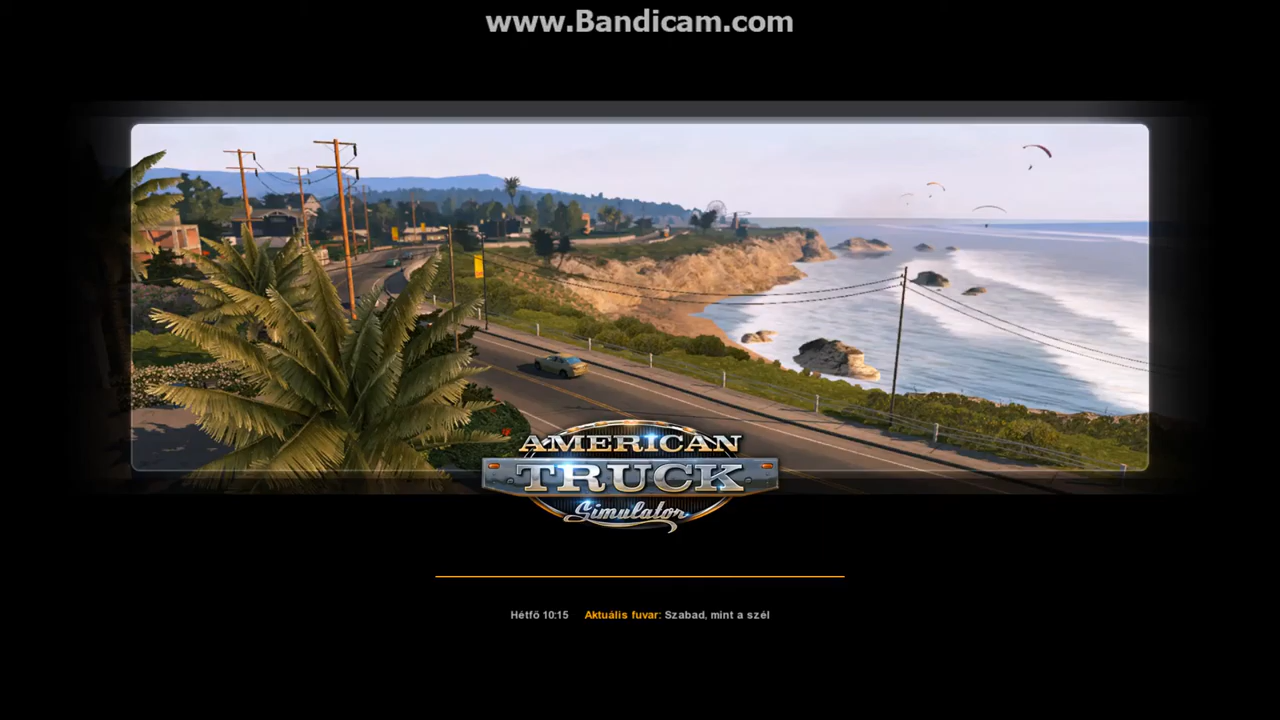 www.Bandicam.com
AMERICAN
TRUCK
Simulator
Hétfő 10:15 Aktuális fuvar: Szabad, mint a szél